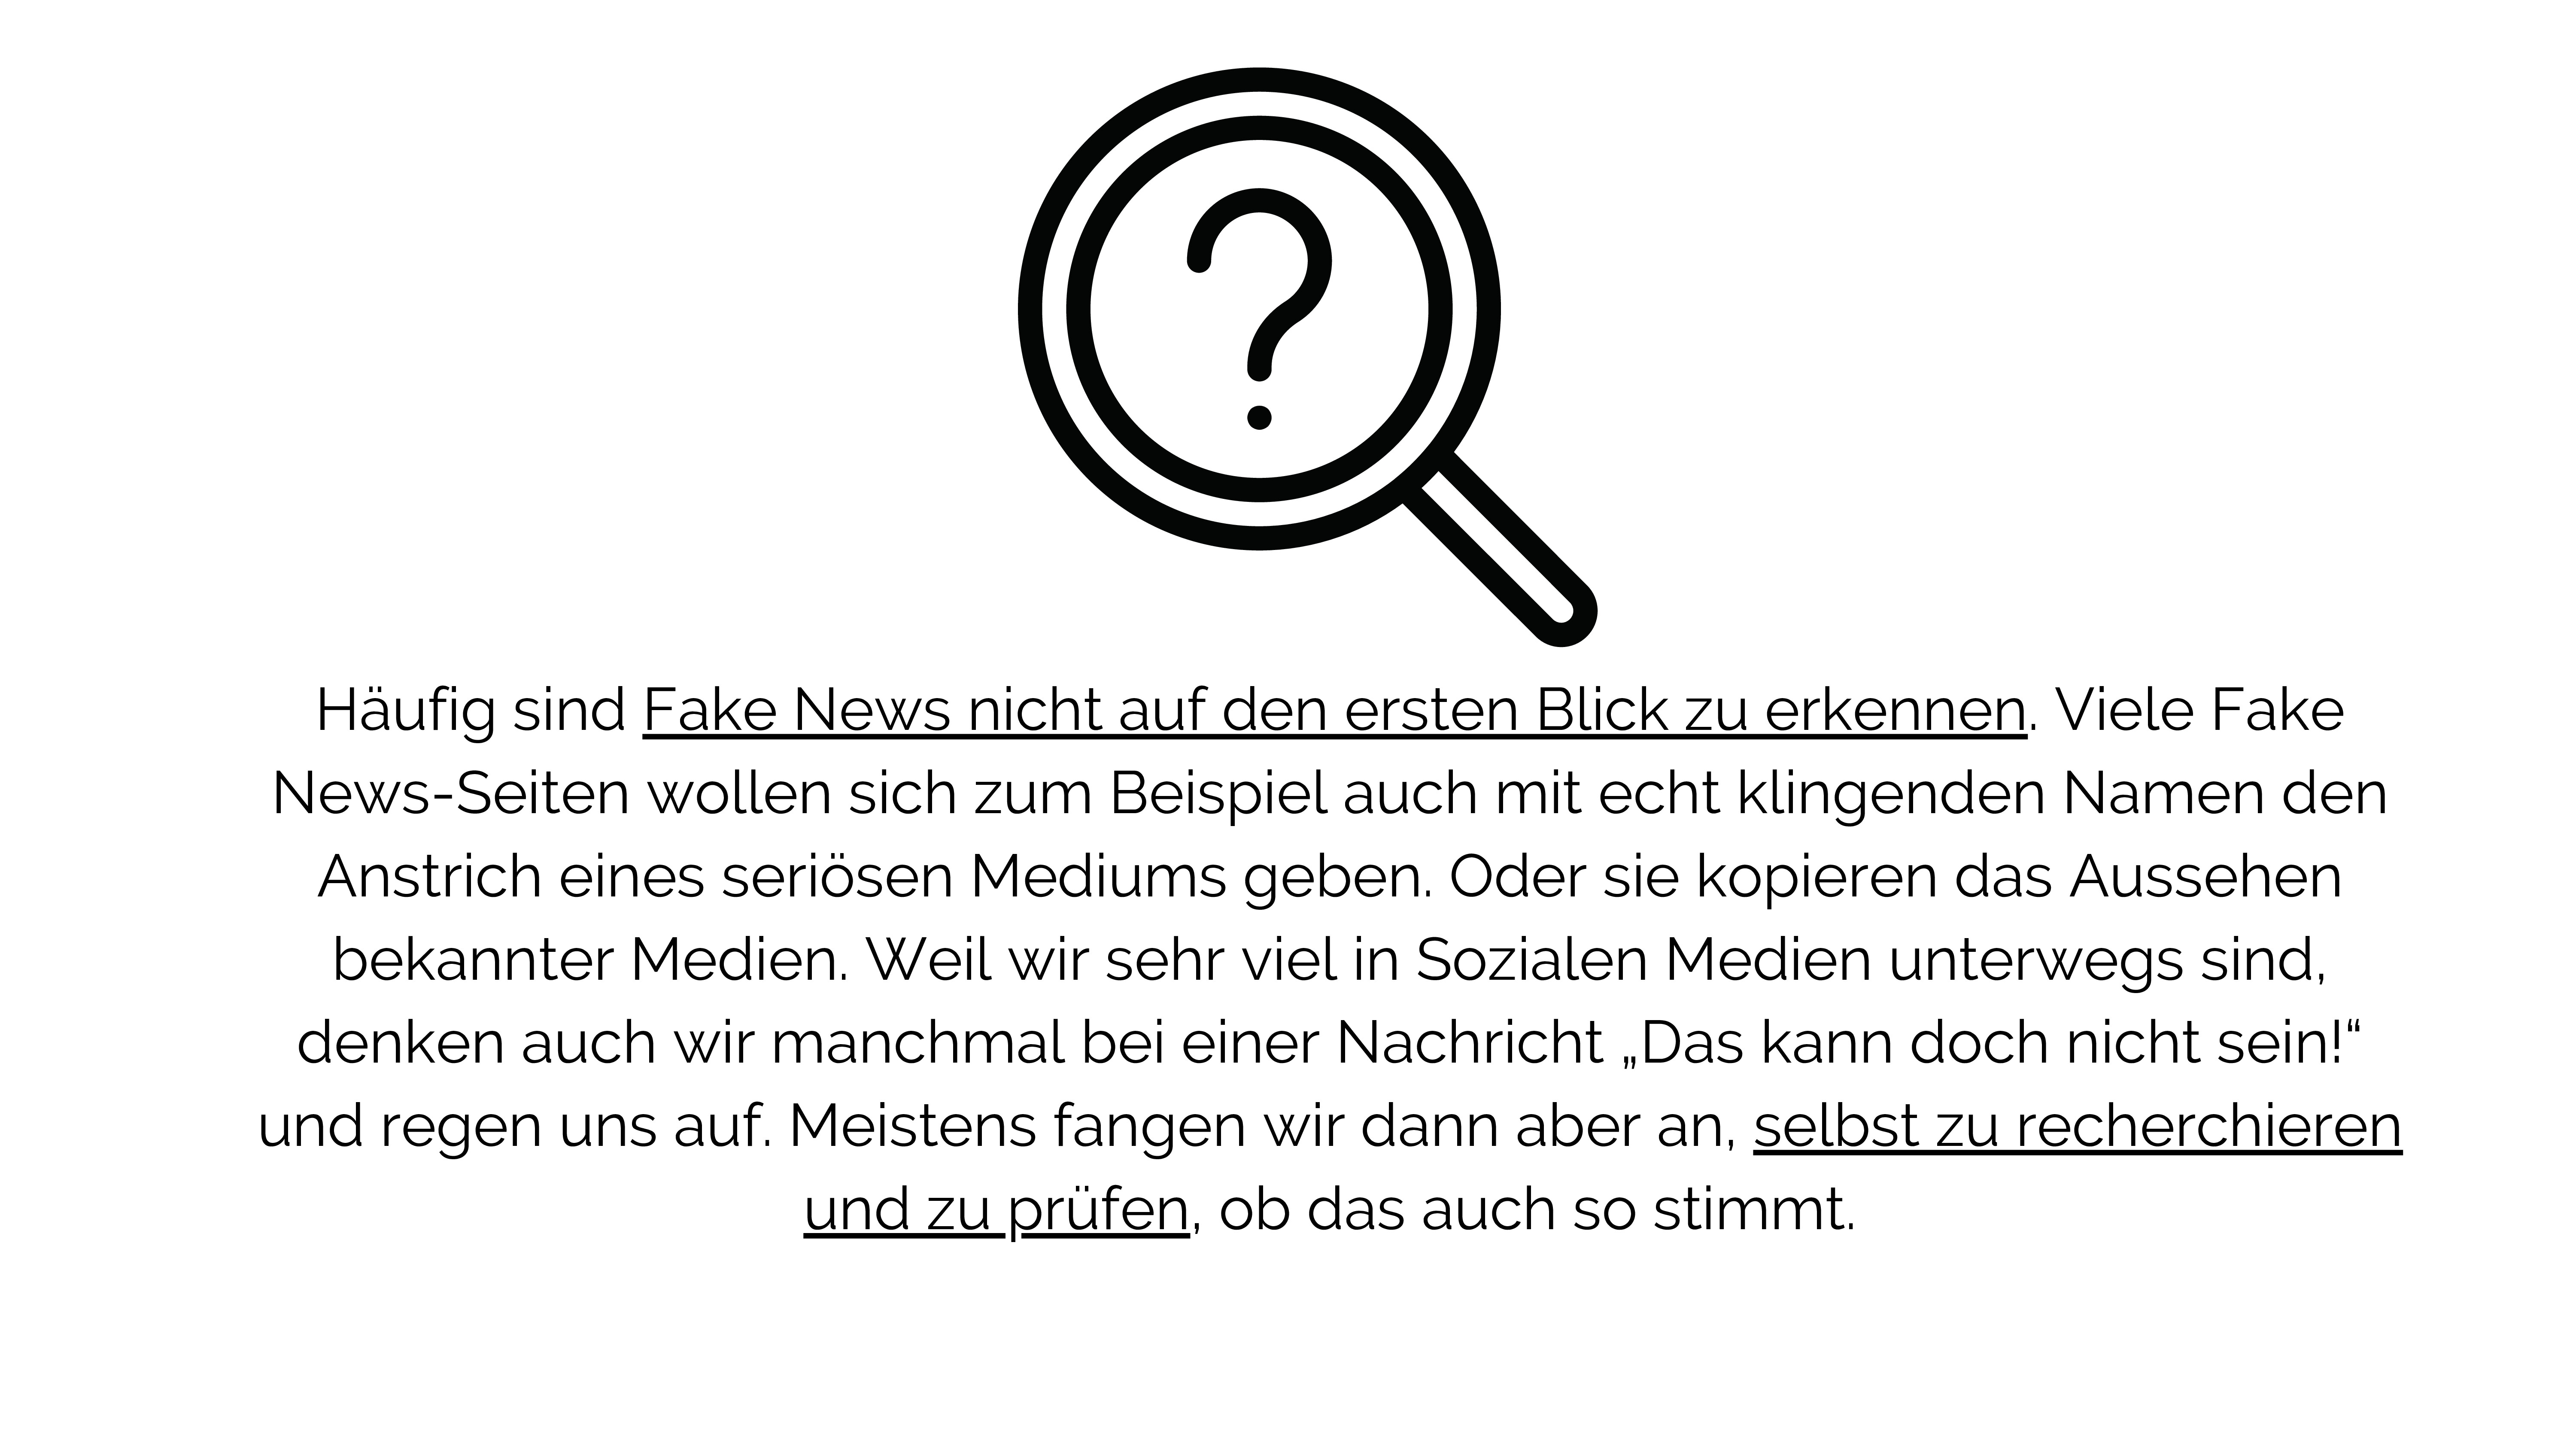 Häufig sind Fake News nicht auf den ersten Blick zu erkennen. Viele Fake
News-Seiten wollen sich zum Beispiel auch mit echt klingenden Namen den
Anstrich eines seriösen Mediums geben. Oder sie kopieren das Aussehen
bekannter Medien. Weil wir sehr viel in Sozialen Medien unterwegs sind,
denken auch wir manchmal bei einer Nachricht „Das kann doch nicht sein!“
und regen uns auf. Meistens fangen wir dann aber an, selbst zu recherchieren
und zu prüfen, ob das auch so stimmt.